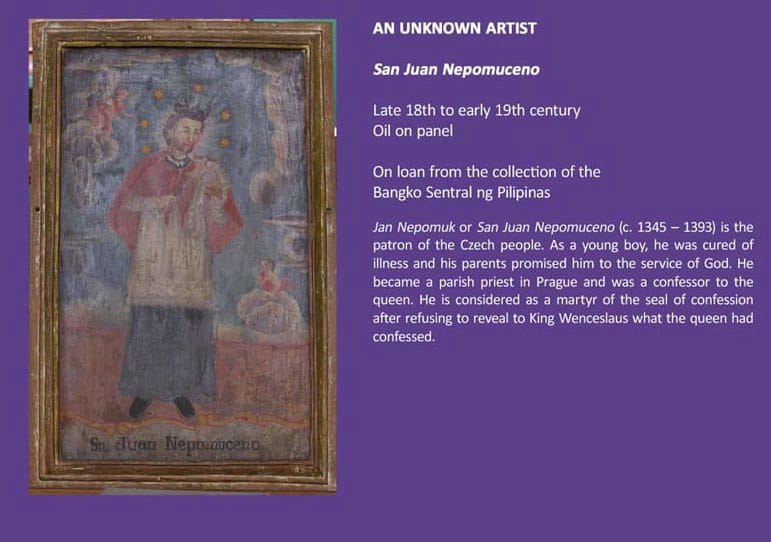 AN UNKNOWN ARTIST
San Juan Nepomuceno
Late 18th to early 19th century
Oil on panel
On loan from the collection of the
Bangko Sentral ng Pilipinas
Jan Nepomuk or San Juan Nepomuceno (c. 1345 – 1393) is the
patron of the Czech people. As a young boy, he was cured of
illness and his parents promised him to the service of God. He
became a parish priest in Prague and was a confessor to the
queen. He is considered as a martyr of the seal of confession
after refusing to reveal to King Wenceslaus what the queen had
confessed.
Sn. Juan Nepomuceno